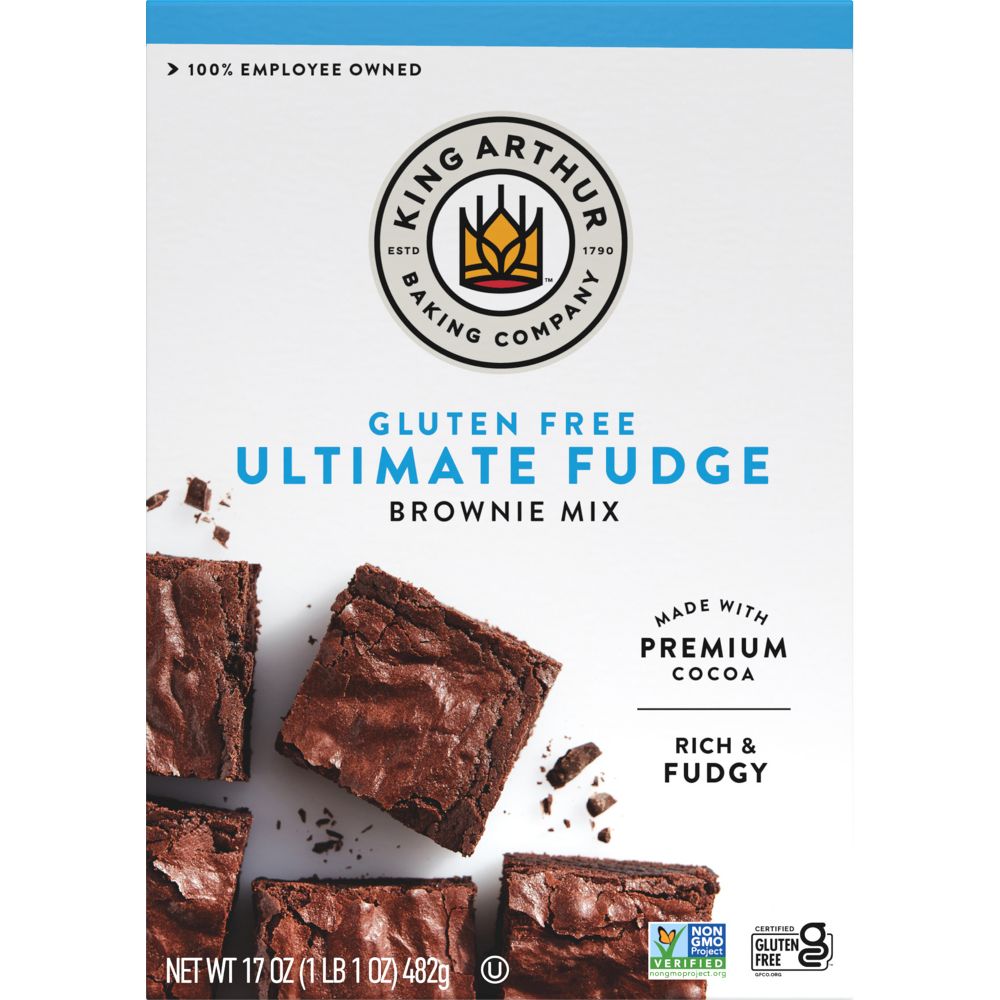 100% EMPLOYEE OWNED
KING ARTHUR
ESTD 1790
BAKING COMPANY
TM
GLUTEN FREE
ULTIMATE FUDGE
BROWNIE MIX
MADE WITH
PREMIUM
COCOA
RICH &
FUDGY
NON
GMO
Project
VERIFIED
nongmoproject.org
CERTIFIED
GLUTEN
FREE
GFCO.ORG
NET WT 17 OZ (1 LB 1 OZ) 482g
U